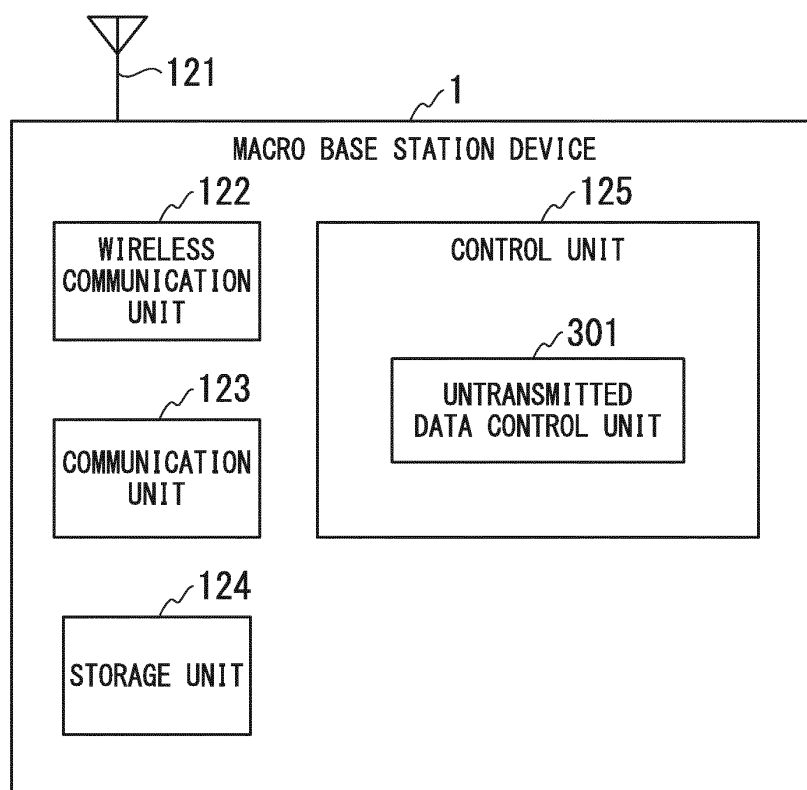 121
1
MACRO BASE STATION DEVICE
122
WIRELESS
COMMUNICATION
UNIT
125
CONTROL UNIT
301
UNTRANSMITTED
DATA CONTROL UNIT
123
COMMUNICATION
UNIT
124
STORAGE UNIT